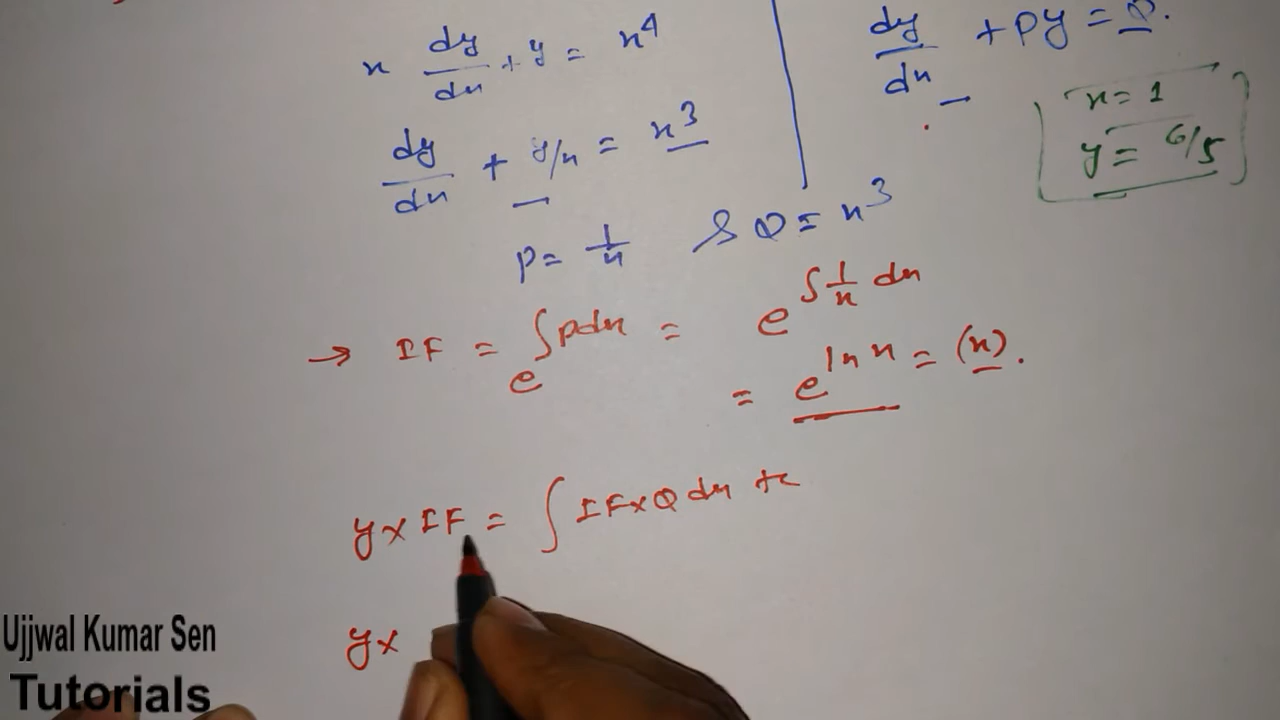 x dy/dx + y = x⁴
dy/dx + Py = Q.
x = 1
y = 6/5
dy/dx + y/x = x³
P = 1/x & Q = x³
→ IF = e^∫Pdx = e^∫1/x dx
= e^ln x = (x).
y × IF = ∫ IF × Q dx + c
y ×
Ujjwal Kumar Sen
Tutorials